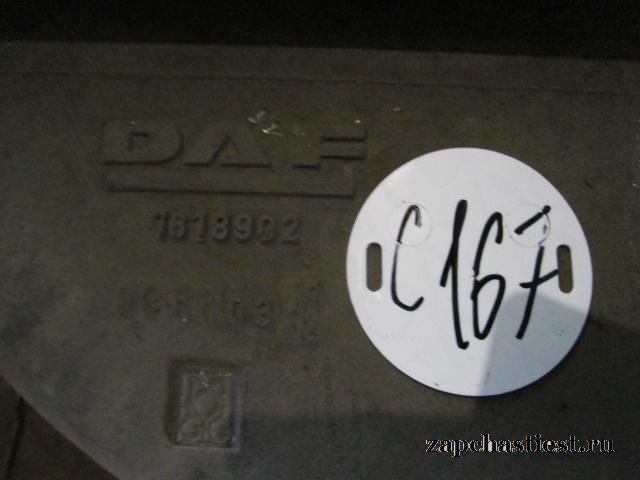 DAF
1618902
C167
zapchastiest.ru